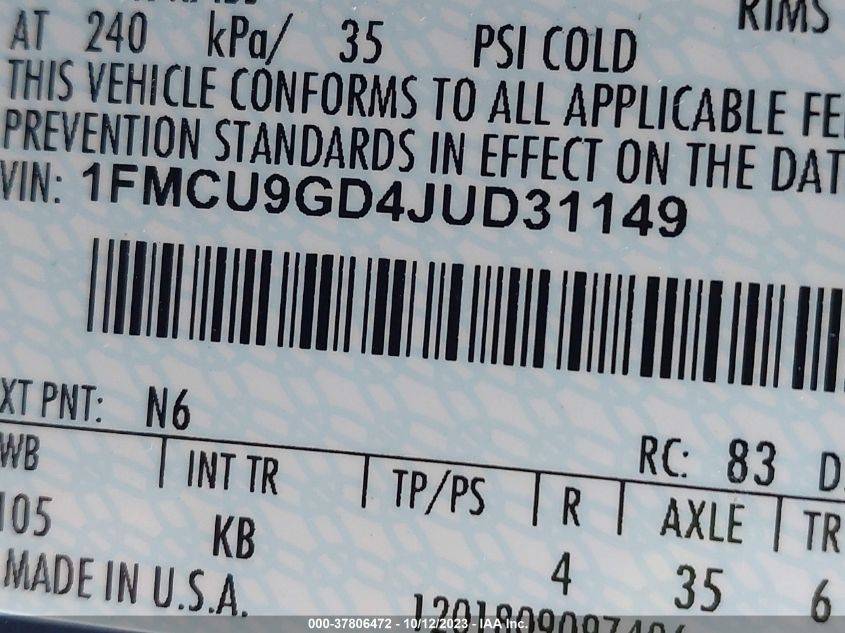 RIMS
AT 240 kPa/ 35 PSI COLD
THIS VEHICLE CONFORMS TO ALL APPLICABLE FE
PREVENTION STANDARDS IN EFFECT ON THE DAT
VIN: 1FMCU9GD4JUD31149
XT PNT: N6 RC: 83 D
WB INT TR TP/PS R AXLE TR
105 KB 4 35 6
MADE IN U.S.A.
000-37806472 - 10/12/2023 - IAA Inc.